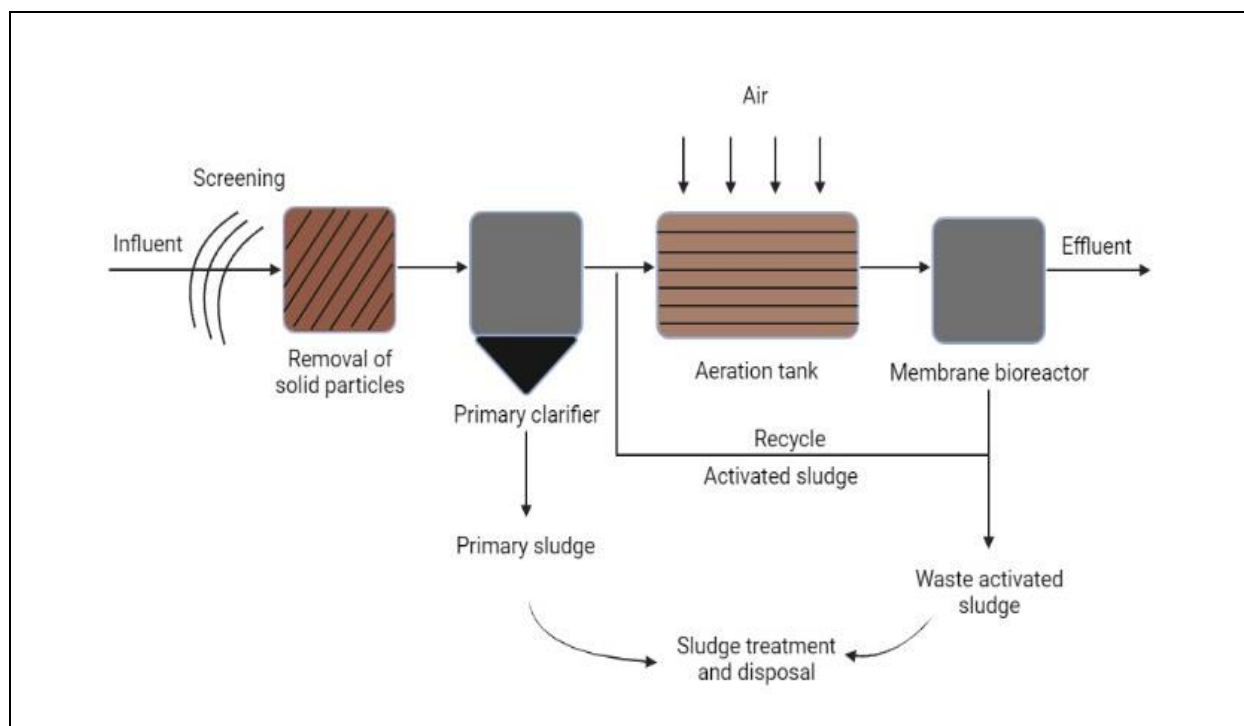 Air
Screening
Influent
Effluent
Removal of
solid particles
Primary clarifier
Aeration tank
Membrane bioreactor
Recycle
Activated sludge
Primary sludge
Waste activated
sludge
Sludge treatment
and disposal